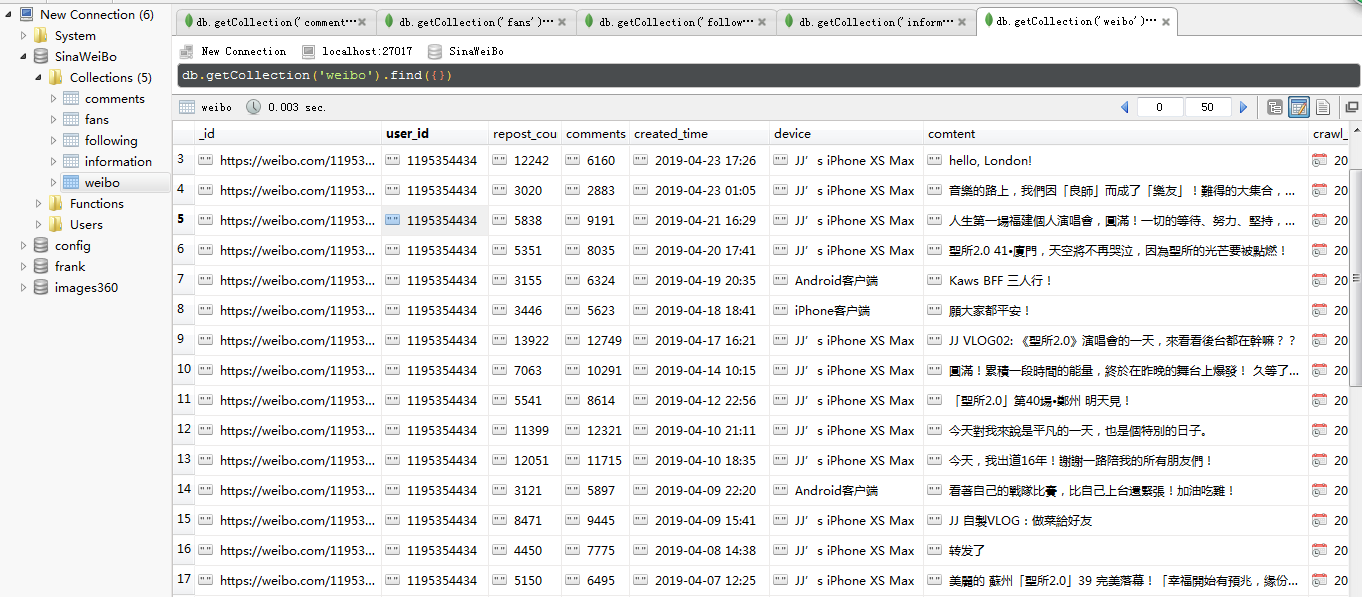 New Connection (6)
System
SinaWeiBo
Collections (5)
comments
fans
following
information
weibo
Functions
Users
config
frank
images360
db.getCollection('comment··· db.getCollection('fans')··· db.getCollection('follow··· db.getCollection('inform··· db.getCollection('weibo')···
New Connection localhost:27017 SinaWeiBo
db.getCollection('weibo').find({})
weibo 0.003 sec. 0 50
_id user_id repost_cou comments created_time device comtent crawl_
3 https://weibo.com/11953... 1195354434 12242 6160 2019-04-23 17:26 JJ’s iPhone XS Max hello, London! 20
4 https://weibo.com/11953... 1195354434 3020 2883 2019-04-23 01:05 JJ’s iPhone XS Max 音樂的路上，我們因「良師」而成了「樂友」！難得的大集合，... 20
5 https://weibo.com/11953... 1195354434 5838 9191 2019-04-21 16:29 JJ’s iPhone XS Max 人生第一場福建個人演唱會，圓滿！一切的等待、努力、堅持，... 20
6 https://weibo.com/11953... 1195354434 5351 8035 2019-04-20 17:41 JJ’s iPhone XS Max 聖所2.0 41•廈門，天空將不再哭泣，因為聖所的光芒要被點燃！ 20
7 https://weibo.com/11953... 1195354434 3155 6324 2019-04-19 20:35 Android客户端 Kaws BFF 三人行！ 20
8 https://weibo.com/11953... 1195354434 3446 5623 2019-04-18 18:41 iPhone客户端 願大家都平安！ 20
9 https://weibo.com/11953... 1195354434 13922 12749 2019-04-17 16:21 JJ’s iPhone XS Max JJ VLOG02: 《聖所2.0》演唱會的一天，來看看後台都在幹嘛？？ 20
10 https://weibo.com/11953... 1195354434 7063 10291 2019-04-14 10:15 JJ’s iPhone XS Max 圓滿！累積一段時間的能量，終於在昨晚的舞台上爆發！ 久等了... 20
11 https://weibo.com/11953... 1195354434 5541 8614 2019-04-12 22:56 JJ’s iPhone XS Max 「聖所2.0」第40場•鄭州 明天見！ 20
12 https://weibo.com/11953... 1195354434 11399 12321 2019-04-10 21:11 JJ’s iPhone XS Max 今天對我來說是平凡的一天，也是個特別的日子。 20
13 https://weibo.com/11953... 1195354434 12051 11715 2019-04-10 18:35 JJ’s iPhone XS Max 今天，我出道16年！謝謝一路陪我的所有朋友們！ 20
14 https://weibo.com/11953... 1195354434 3121 5897 2019-04-09 22:20 Android客户端 看著自己的戰隊比賽，比自己上台還緊張！加油吃雞！ 20
15 https://weibo.com/11953... 1195354434 8471 9445 2019-04-09 15:41 JJ’s iPhone XS Max JJ 自製VLOG：做菜給好友 20
16 https://weibo.com/11953... 1195354434 4450 7775 2019-04-08 14:38 JJ’s iPhone XS Max 转发了 20
17 https://weibo.com/11953... 1195354434 5150 6495 2019-04-07 12:25 JJ’s iPhone XS Max 美麗的 蘇州「聖所2.0」39 完美落幕！「幸福開始有預兆，緣份... 20